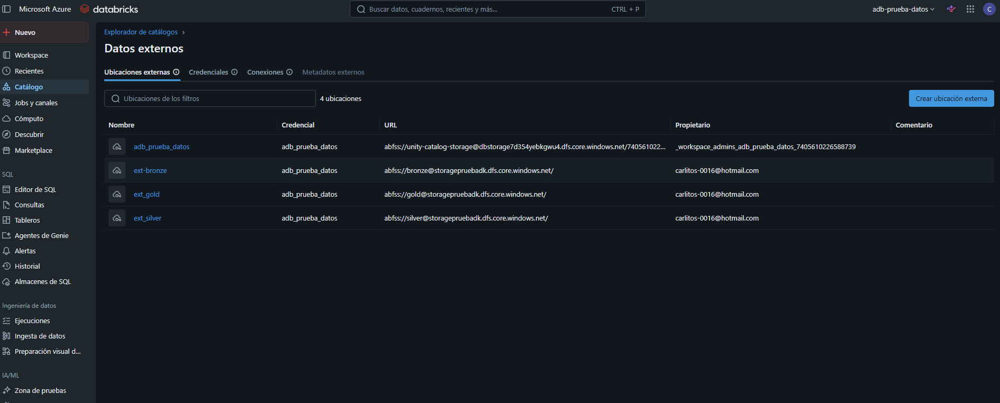 Microsoft Azure databricks
Buscar datos, cuadernos, recientes y más... CTRL + P
adb-prueba-datos
C
Nuevo
Workspace
Recientes
Catálogo
Jobs y canales
Cómputo
Descubrir
Marketplace
SQL
Editor de SQL
Consultas
Tableros
Agentes de Genie
Alertas
Historial
Almacenes de SQL
Ingeniería de datos
Ejecuciones
Ingesta de datos
Preparación visual d...
IA/ML
Zona de pruebas
Explorador de catálogos ›
Datos externos
Ubicaciones externas Credenciales Conexiones Metadatos externos
Ubicaciones de los filtros 4 ubicaciones Crear ubicación externa
Nombre Credencial URL Propietario Comentario
adb_prueba_datos adb_prueba_datos abfss://unity-catalog-storage@dbstorage7d354yebkgwu4.dfs.core.windows.net/740561022... _workspace_admins_adb_prueba_datos_7405610226588739
ext-bronze adb_prueba_datos abfss://bronze@storagepruebadk.dfs.core.windows.net/ carlitos-0016@hotmail.com
ext_gold adb_prueba_datos abfss://gold@storagepruebadk.dfs.core.windows.net/ carlitos-0016@hotmail.com
ext_silver adb_prueba_datos abfss://silver@storagepruebadk.dfs.core.windows.net/ carlitos-0016@hotmail.com